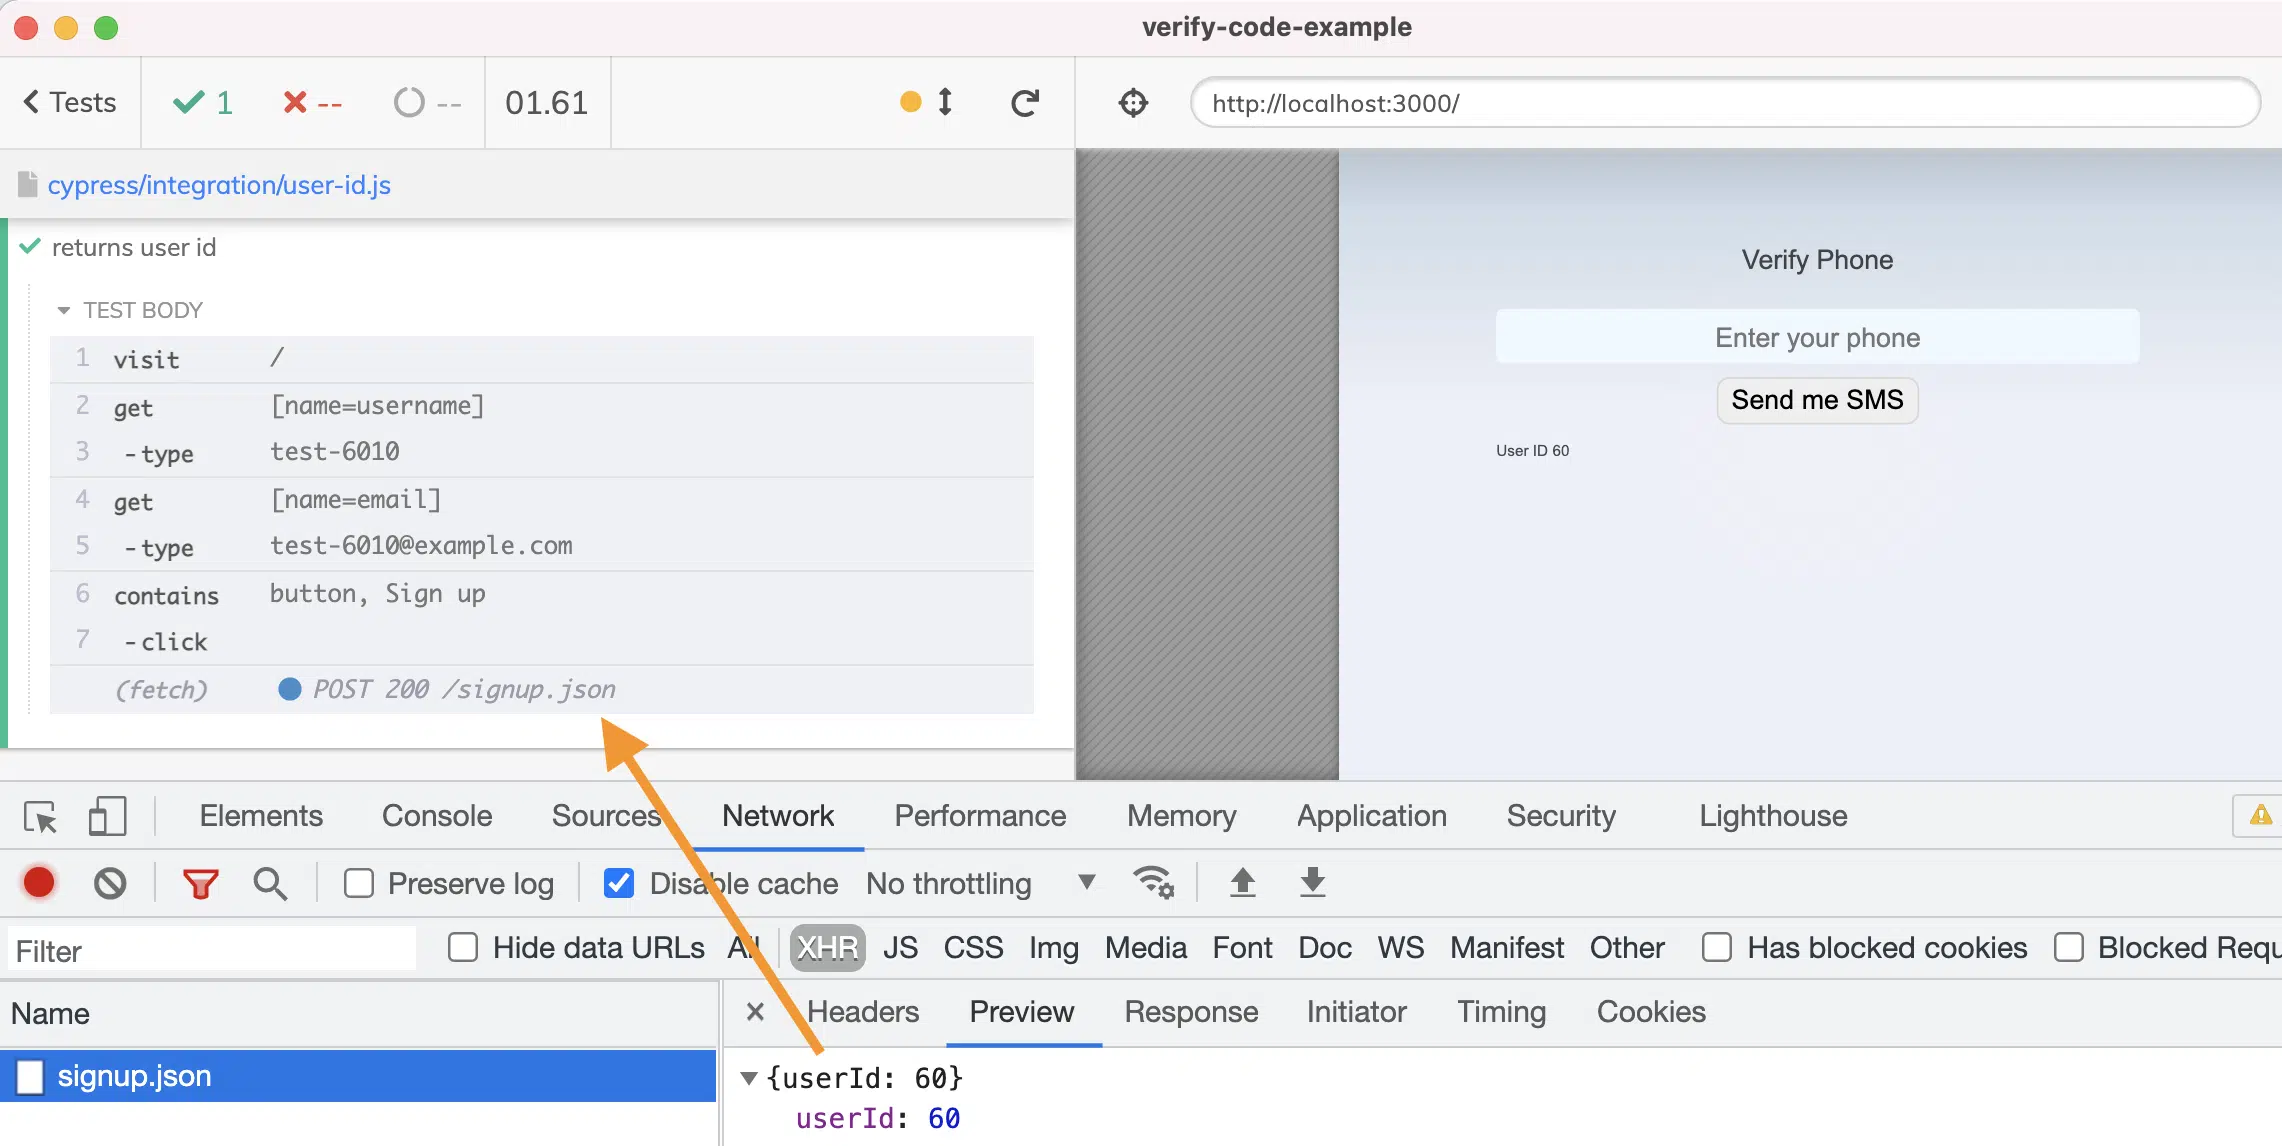 verify-code-example
Tests 1 -- -- 01.61
http://localhost:3000/
cypress/integration/user-id.js
returns user id
TEST BODY
1 visit /
2 get [name=username]
3 -type test-6010
4 get [name=email]
5 -type test-6010@example.com
6 contains button, Sign up
7 -click
(fetch) POST 200 /signup.json
Verify Phone
Enter your phone
Send me SMS
User ID 60
Elements Console Sources Network Performance Memory Application Security Lighthouse
Preserve log Disable cache No throttling
Filter Hide data URLs All XHR JS CSS Img Media Font Doc WS Manifest Other Has blocked cookies Blocked Requ
Name
Headers Preview Response Initiator Timing Cookies
signup.json
{userId: 60}
userId: 60